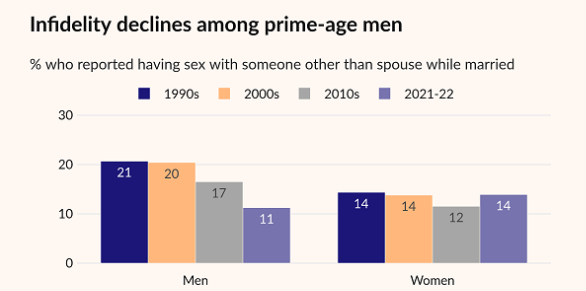 Infidelity declines among prime-age men
% who reported having sex with someone other than spouse while married
1990s 2000s 2010s 2021-22
30
20
10
0
21 20 17 11
14 14 12 14
Men Women